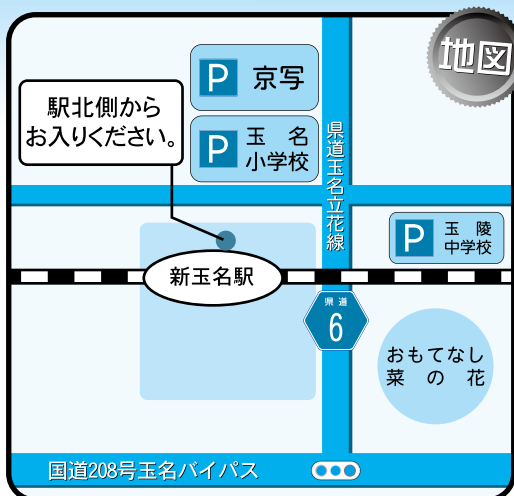 地図
P 京写
駅北側から
お入りください。
P 玉名
小学校
県道玉名立花線
P 玉陵
中学校
新玉名駅
県道
6
おもてなし
菜の花
国道208号玉名バイパス